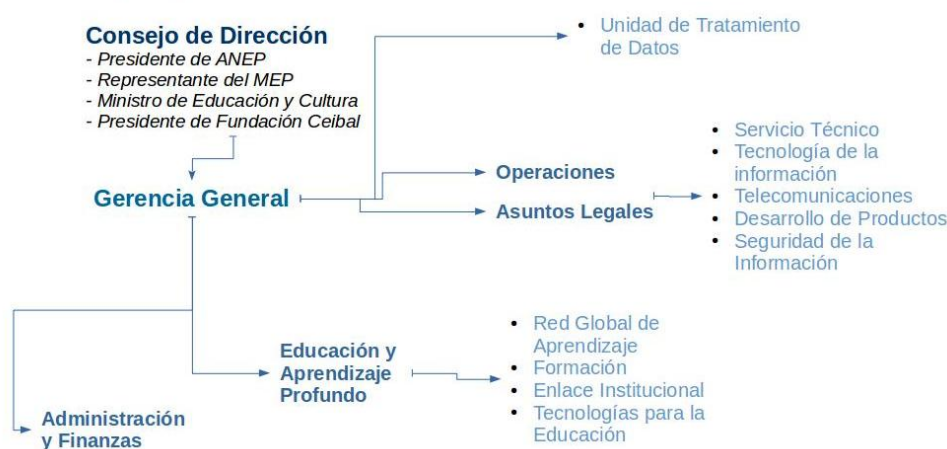 Consejo de Dirección
- Presidente de ANEP
- Representante del MEP
- Ministro de Educación y Cultura
- Presidente de Fundación Ceibal
• Unidad de Tratamiento
de Datos
Gerencia General
Operaciones
Asuntos Legales
• Servicio Técnico
• Tecnología de la
información
• Telecomunicaciones
• Desarrollo de Productos
• Seguridad de la
Información
Educación y
Aprendizaje
Profundo
• Red Global de
Aprendizaje
• Formación
• Enlace Institucional
• Tecnologías para la
Educación
Administración
y Finanzas